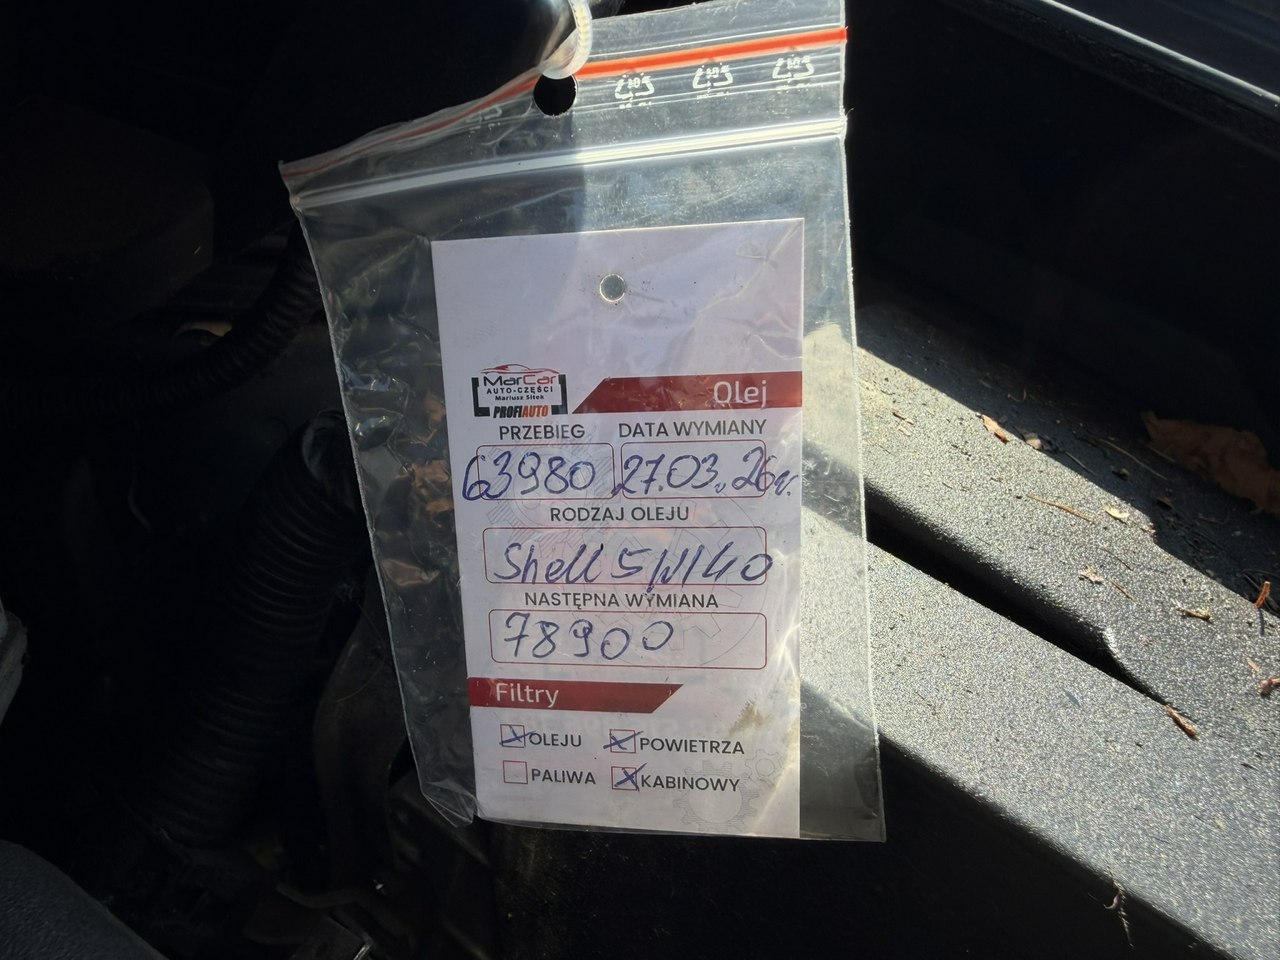 MarCar
AUTO-CZĘŚCI
Mariusz Sitek
PROFIAUTO
Olej
PRZEBIEG DATA WYMIANY
63980 27.03.26r.
RODZAJ OLEJU
Shell 5W40
NASTĘPNA WYMIANA
78900
Filtry
OLEJU POWIETRZA
PALIWA KABINOWY